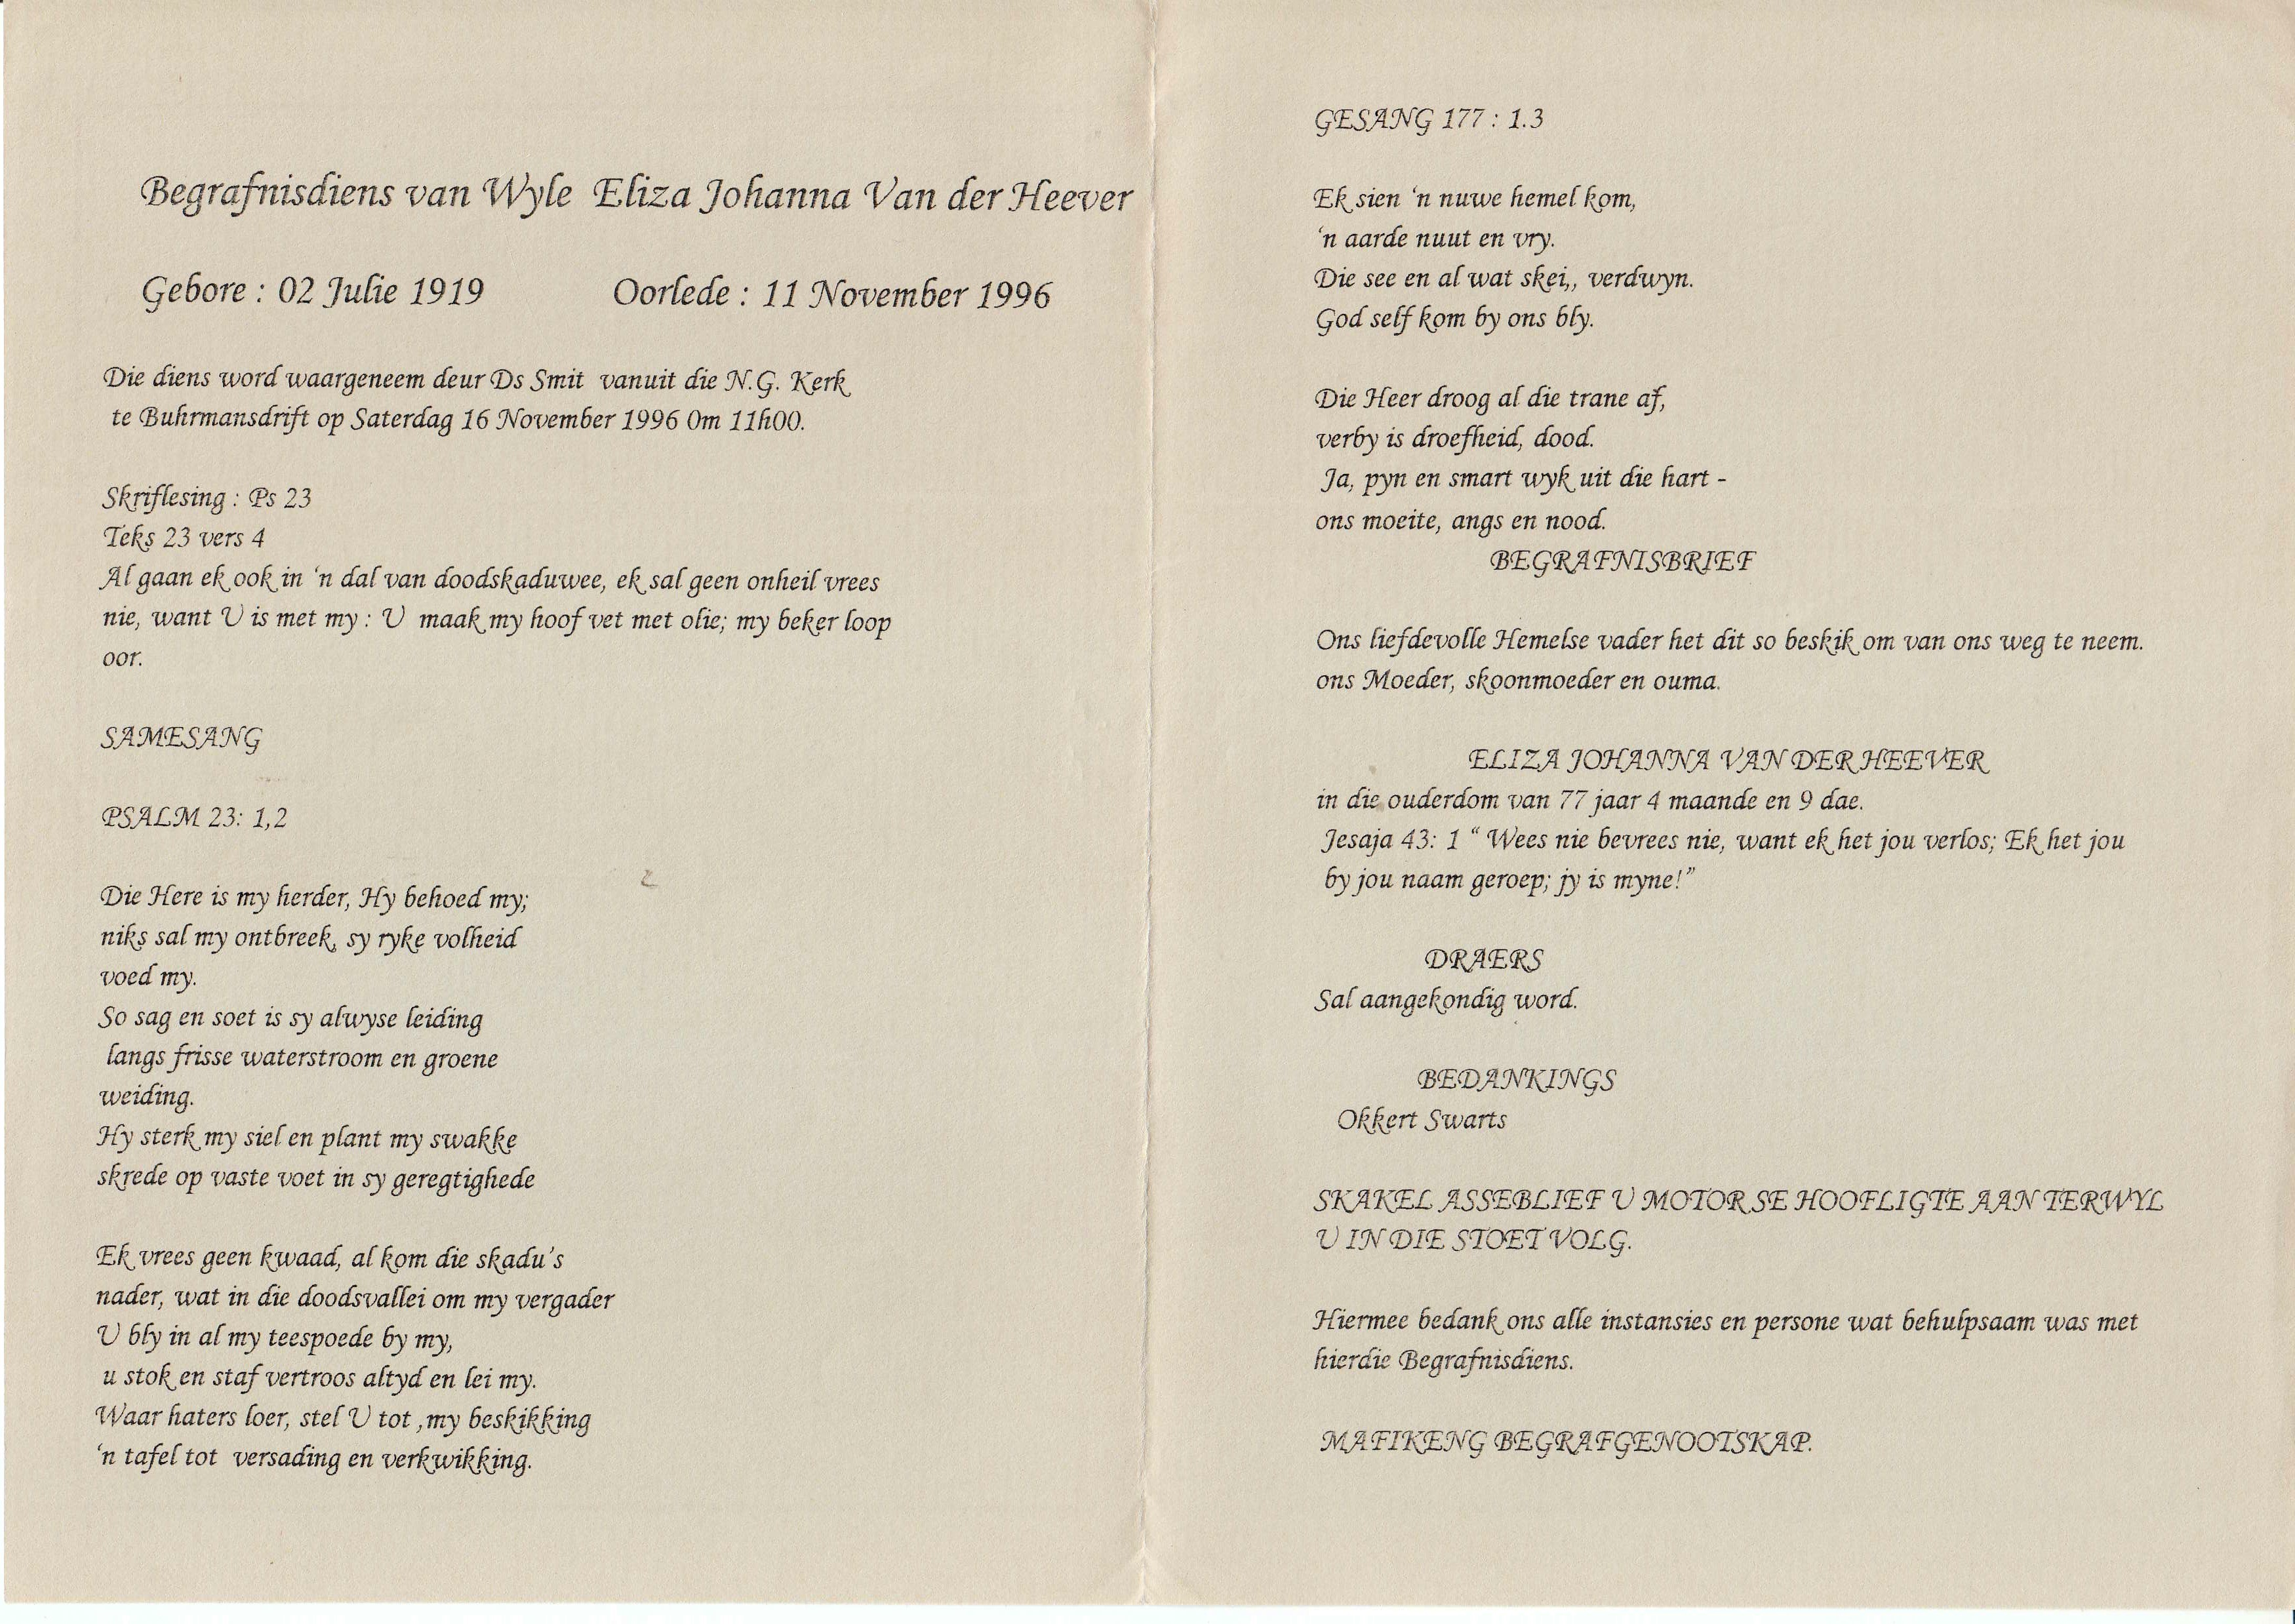 Begrafnisdiens van Wyle Eliza Johanna Van der Heever
Gebore : 02 Julie 1919 Oorlede : 11 November 1996
Die diens word waargeneem deur Ds Smit vanuit die N.G. Kerk
te Buhrmansdrift op Saterdag 16 November 1996 0m 11h00.
Skriflesing : Ps 23
Teks 23 vers 4
Al gaan ek ook in ‘n dal van doodskaduwee, ek sal geen onheil vrees
nie, want U is met my : U maak my hoof vet met olie; my beker loop
oor.
SAMESANG
PSALM 23: 1,2
Die Here is my herder, Hy behoed my;
niks sal my ontbreek, sy ryke volheid
voed my.
So sag en soet is sy alwyse leiding
langs frisse waterstroom en groene
weiding.
Hy sterk my siel en plant my swakke
skrede op vaste voet in sy geregtighede
Ek vrees geen kwaad, al kom die skadu’s
nader, wat in die doodsvallei om my vergader
U bly in al my teespoede by my,
u stok en staf vertroos altyd en lei my.
Waar haters loer, stel U tot ,my beskikking
‘n tafel tot versading en verkwikking.
GESANG 177 : 1.3
Ek sien ‘n nuwe hemel kom,
‘n aarde nuut en vry.
Die see en al wat skei,, verdwyn.
God self kom by ons bly.
Die Heer droog al die trane af,
verby is droefheid, dood.
Ja, pyn en smart wyk uit die hart -
ons moeite, angs en nood.
BEGRAFNISBRIEF
Ons liefdevolle Hemelse vader het dit so beskik om van ons weg te neem.
ons Moeder, skoonmoeder en ouma.
ELIZA JOHANNA VAN DER HEEVER
in die ouderdom van 77 jaar 4 maande en 9 dae.
Jesaja 43: 1 “ Wees nie bevrees nie, want ek het jou verlos; Ek het jou
by jou naam geroep; jy is myne!”
DRAERS
Sal aangekondig word.
BEDANKINGS
Okkert Swarts
SKAKEL ASSEBLIEF U MOTOR SE HOOFLIGTE AAN TERWYL
U IN DIE STOET VOLG.
Hiermee bedank ons alle instansies en persone wat behulpsaam was met
hierdie Begrafnisdiens.
MAFIKENG BEGRAFGENOOTSKAP.